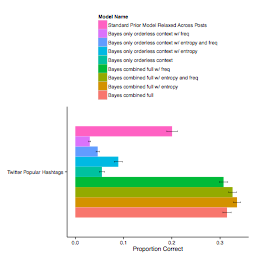 Model Name
Standard Prior Model Relaxed Across Posts
Bayes only orderless context w/ freq
Bayes only orderless context w/ entropy and freq
Bayes only orderless context w/ entropy
Bayes only orderless context
Bayes combined full w/ freq
Bayes combined full w/ entropy and freq
Bayes combined full w/ entropy
Bayes combined full
Twitter Popular Hashtags
0.0 0.1 0.2 0.3
Proportion Correct